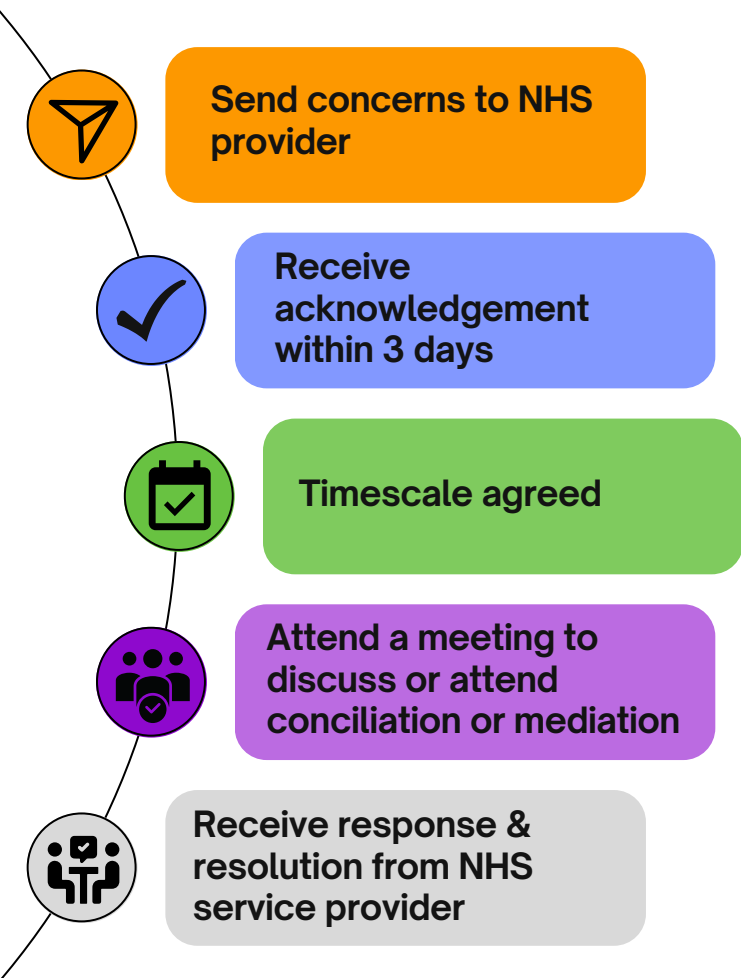 Send concerns to NHS
provider
Receive
acknowledgement
within 3 days
Timescale agreed
Attend a meeting to
discuss or attend
conciliation or mediation
Receive response &
resolution from NHS
service provider